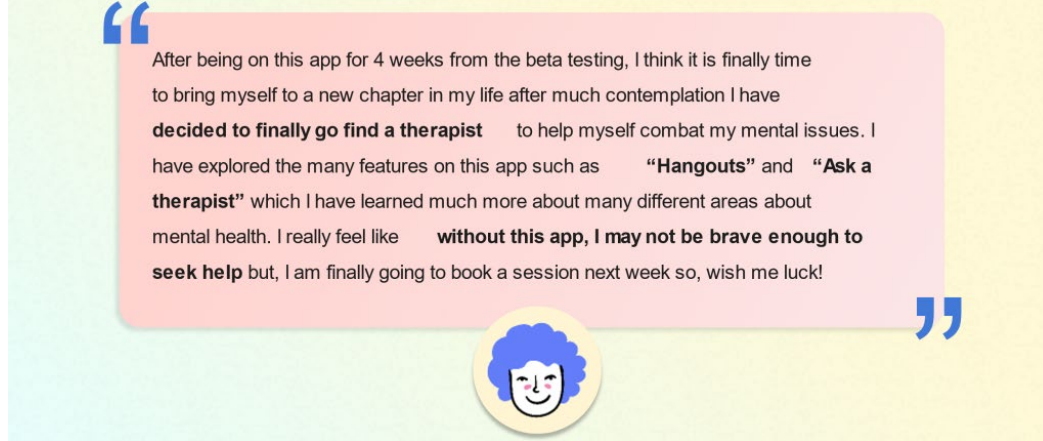 “
After being on this app for 4 weeks from the beta testing, I think it is finally time
to bring myself to a new chapter in my life after much contemplation I have
decided to finally go find a therapist to help myself combat my mental issues. I
have explored the many features on this app such as “Hangouts” and “Ask a
therapist” which I have learned much more about many different areas about
mental health. I really feel like without this app, I may not be brave enough to
seek help but, I am finally going to book a session next week so, wish me luck!
”